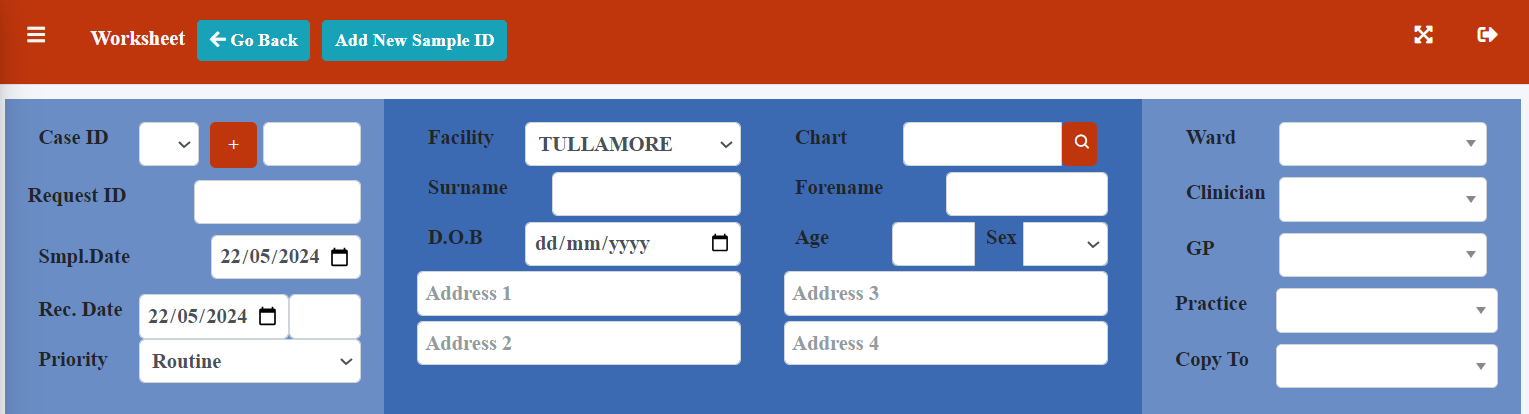 Worksheet Go Back Add New Sample ID
Case ID +
Request ID
Smpl.Date 22/05/2024
Rec. Date 22/05/2024
Priority Routine
Facility TULLAMORE Chart
Surname Forename
D.O.B dd/mm/yyyy Age Sex
Address 1 Address 3
Address 2 Address 4
Ward
Clinician
GP
Practice
Copy To